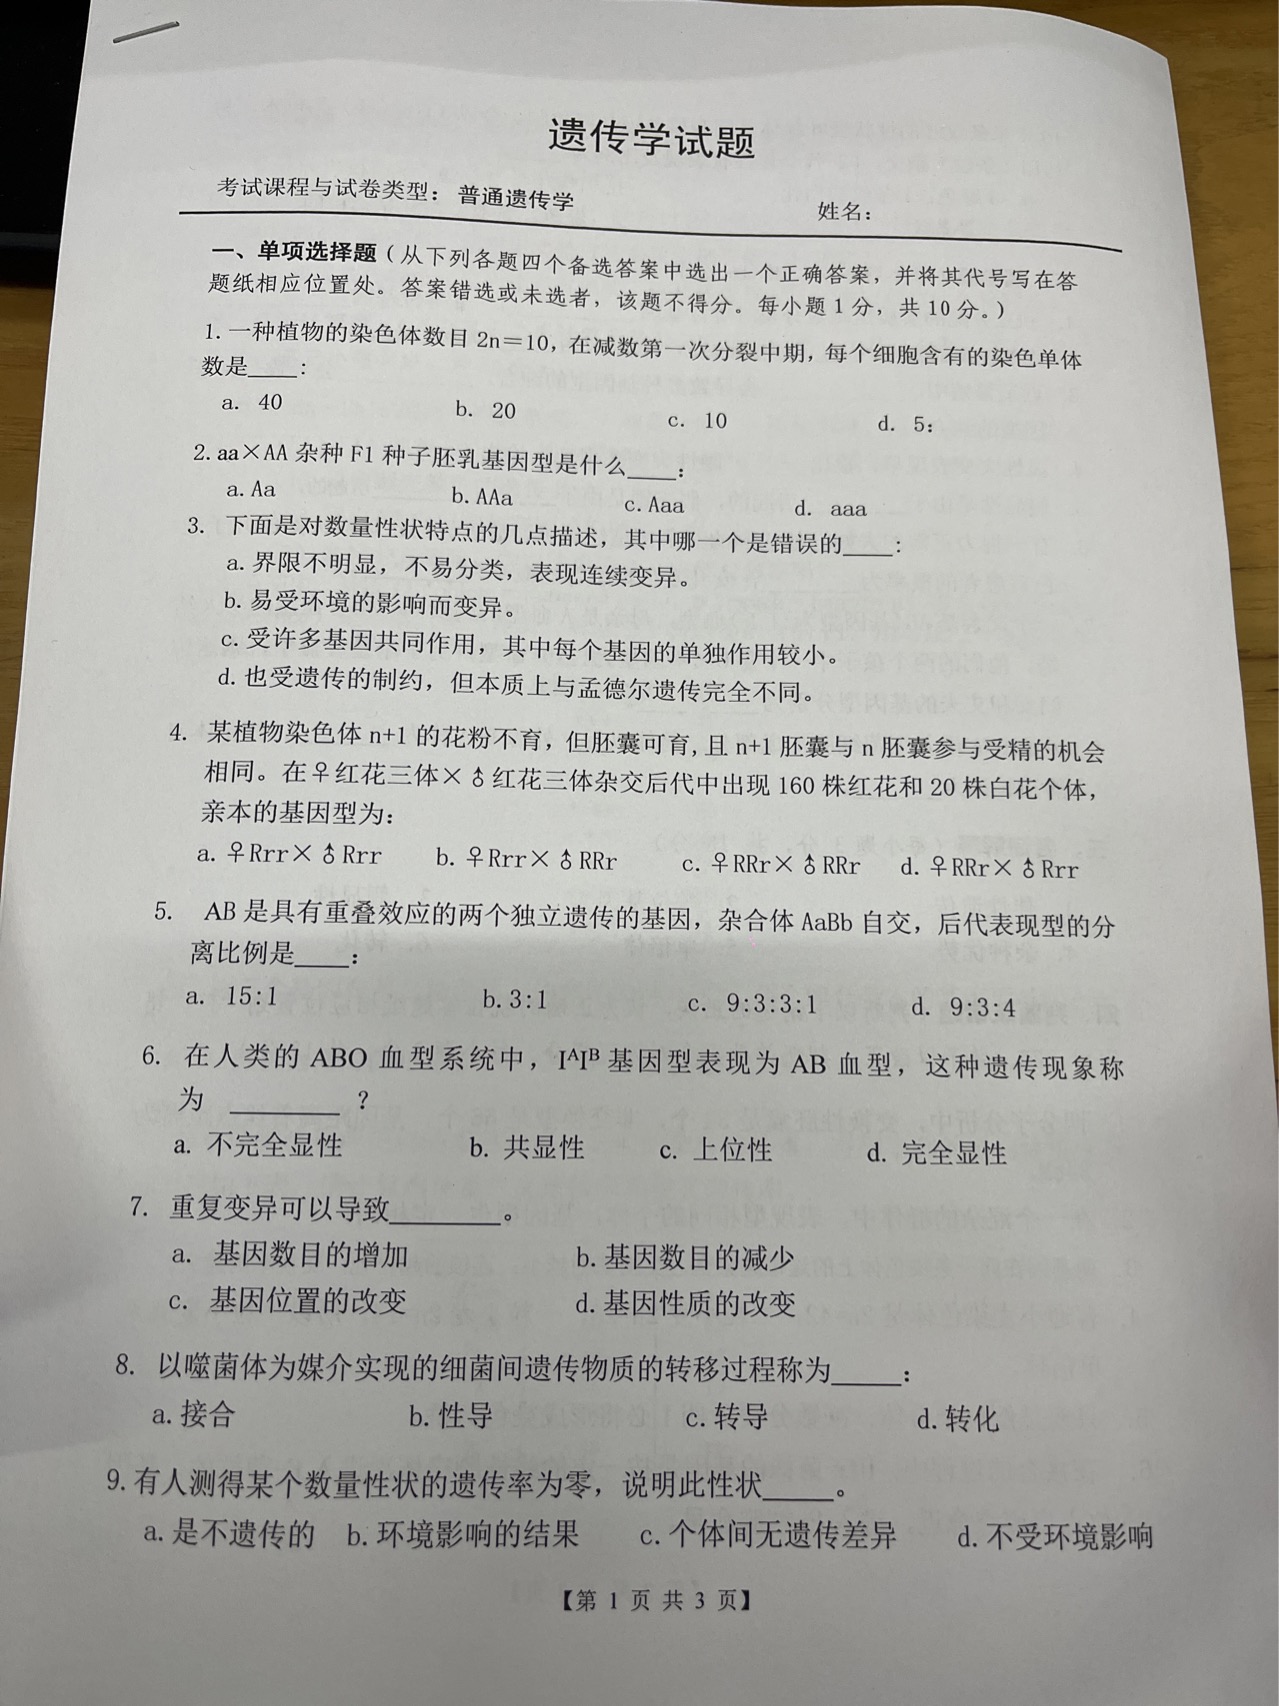 遗传学试题
考试课程与试卷类型：普通遗传学 姓名：
一、单项选择题（从下列各题四个备选答案中选出一个正确答案，并将其代号写在答
题纸相应位置处。答案错选或未选者，该题不得分。每小题1分，共10分。）
1. 一种植物的染色体数目2n＝10，在减数第一次分裂中期，每个细胞含有的染色单体
数是____：
a. 40 b. 20 c. 10 d. 5：
2. aa×AA 杂种 F1 种子胚乳基因型是什么____：
a. Aa b. AAa c. Aaa d. aaa
3. 下面是对数量性状特点的几点描述，其中哪一个是错误的____：
a. 界限不明显，不易分类，表现连续变异。
b. 易受环境的影响而变异。
c. 受许多基因共同作用，其中每个基因的单独作用较小。
d. 也受遗传的制约，但本质上与孟德尔遗传完全不同。
4. 某植物染色体 n+1 的花粉不育，但胚囊可育，且 n+1 胚囊与 n 胚囊参与受精的机会
相同。在♀红花三体×♂红花三体杂交后代中出现 160 株红花和 20 株白花个体，
亲本的基因型为：
a. ♀Rrr×♂Rrr b. ♀Rrr×♂RRr c. ♀RRr×♂RRr d. ♀RRr×♂Rrr
5. AB 是具有重叠效应的两个独立遗传的基因，杂合体 AaBb 自交，后代表现型的分
离比例是____：
a. 15:1 b. 3:1 c. 9:3:3:1 d. 9:3:4
6. 在人类的 ABO 血型系统中，IᴬIᴮ 基因型表现为 AB 血型，这种遗传现象称
为 ________ ？
a. 不完全显性 b. 共显性 c. 上位性 d. 完全显性
7. 重复变异可以导致________。
a. 基因数目的增加 b. 基因数目的减少
c. 基因位置的改变 d. 基因性质的改变
8. 以噬菌体为媒介实现的细菌间遗传物质的转移过程称为_____：
a. 接合 b. 性导 c. 转导 d. 转化
9. 有人测得某个数量性状的遗传率为零，说明此性状_____。
a. 是不遗传的 b. 环境影响的结果 c. 个体间无遗传差异 d. 不受环境影响
【第 1 页 共 3 页】